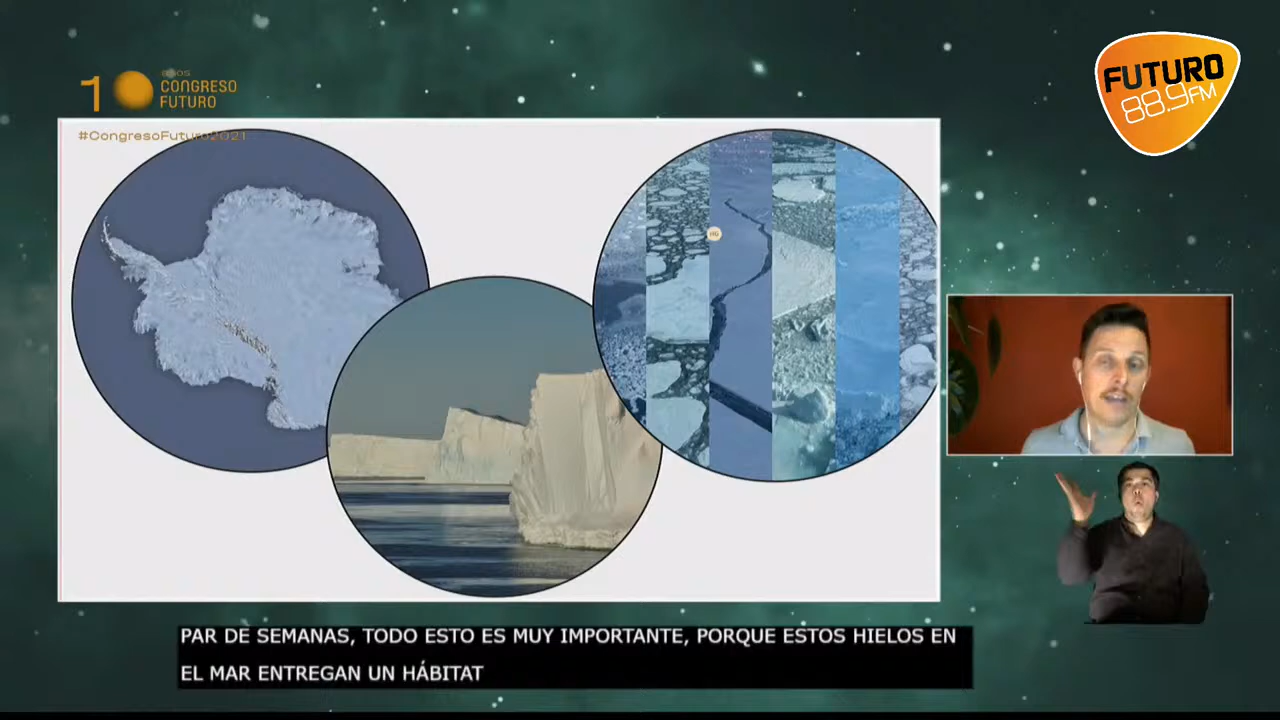 10
años
CONGRESO
FUTURO
#CongresoFuturo2021
FUTURO
88.9FM
HG
PAR DE SEMANAS, TODO ESTO ES MUY IMPORTANTE, PORQUE ESTOS HIELOS EN
EL MAR ENTREGAN UN HÁBITAT